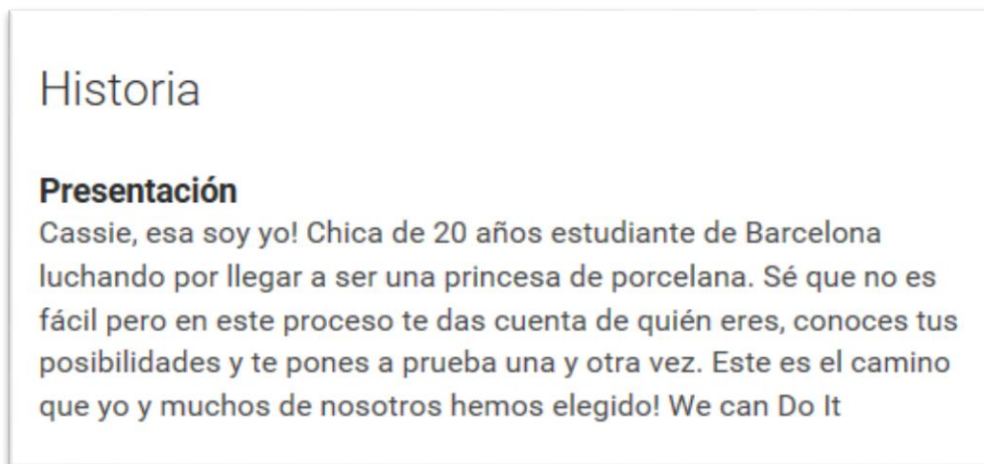 Historia
Presentación
Cassie, esa soy yo! Chica de 20 años estudiante de Barcelona
luchando por llegar a ser una princesa de porcelana. Sé que no es
fácil pero en este proceso te das cuenta de quién eres, conoces tus
posibilidades y te pones a prueba una y otra vez. Este es el camino
que yo y muchos de nosotros hemos elegido! We can Do It